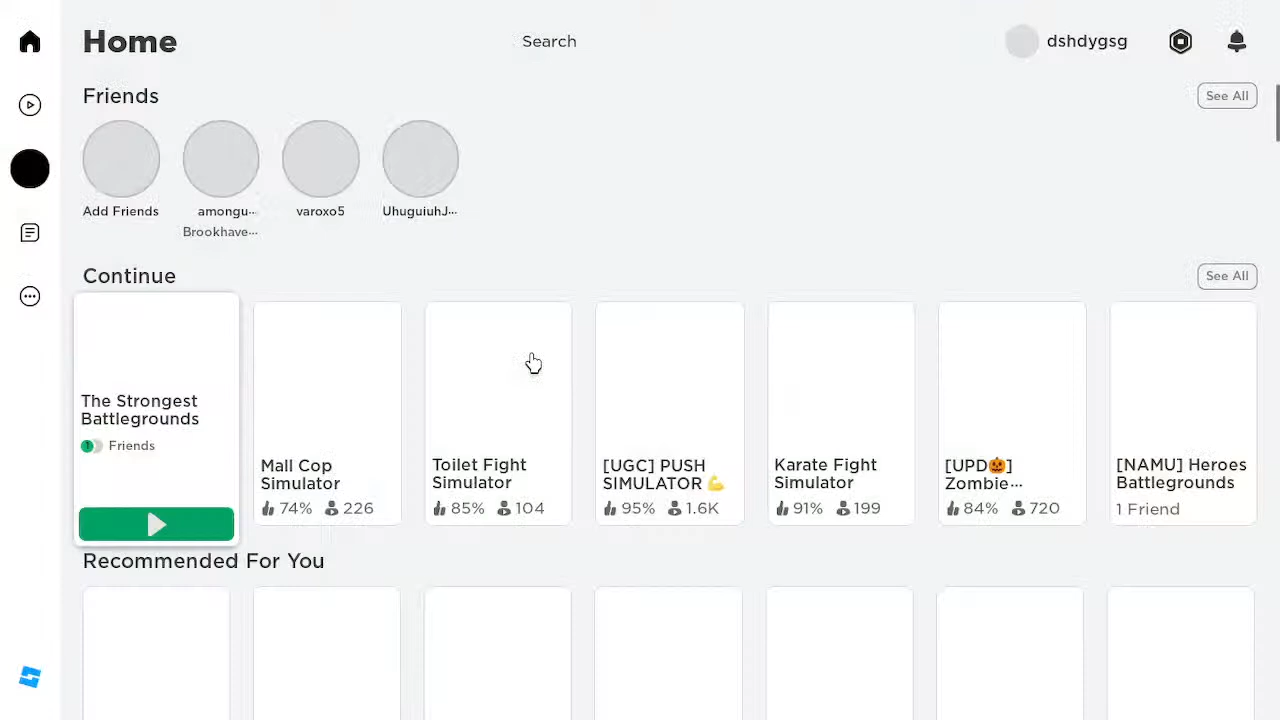 Home
Search
dshdygsg
Friends
See All
Add Friends
amongu...
varoxo5
UhuguiuhJ...
Brookhave...
Continue
See All
The Strongest
Battlegrounds
1 Friends
Mall Cop
Simulator
74% 226
Toilet Fight
Simulator
85% 104
[UGC] PUSH
SIMULATOR 💪
95% 1.6K
Karate Fight
Simulator
91% 199
[UPD🎃]
Zombie...
84% 720
[NAMU] Heroes
Battlegrounds
1 Friend
Recommended For You